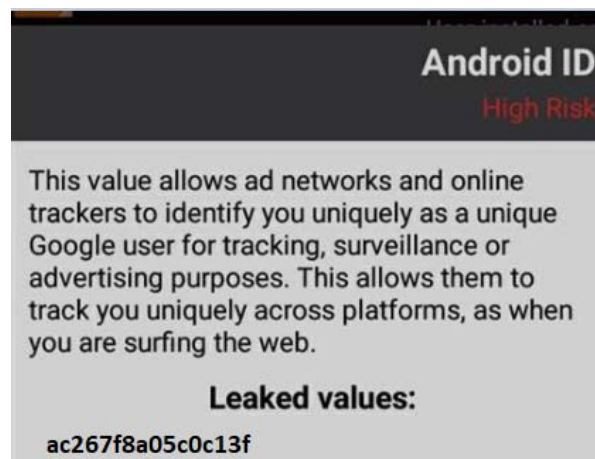 Android ID
High Risk
This value allows ad networks and online
trackers to identify you uniquely as a unique
Google user for tracking, surveillance or
advertising purposes. This allows them to
track you uniquely across platforms, as when
you are surfing the web.
Leaked values:
ac267f8a05c0c13f